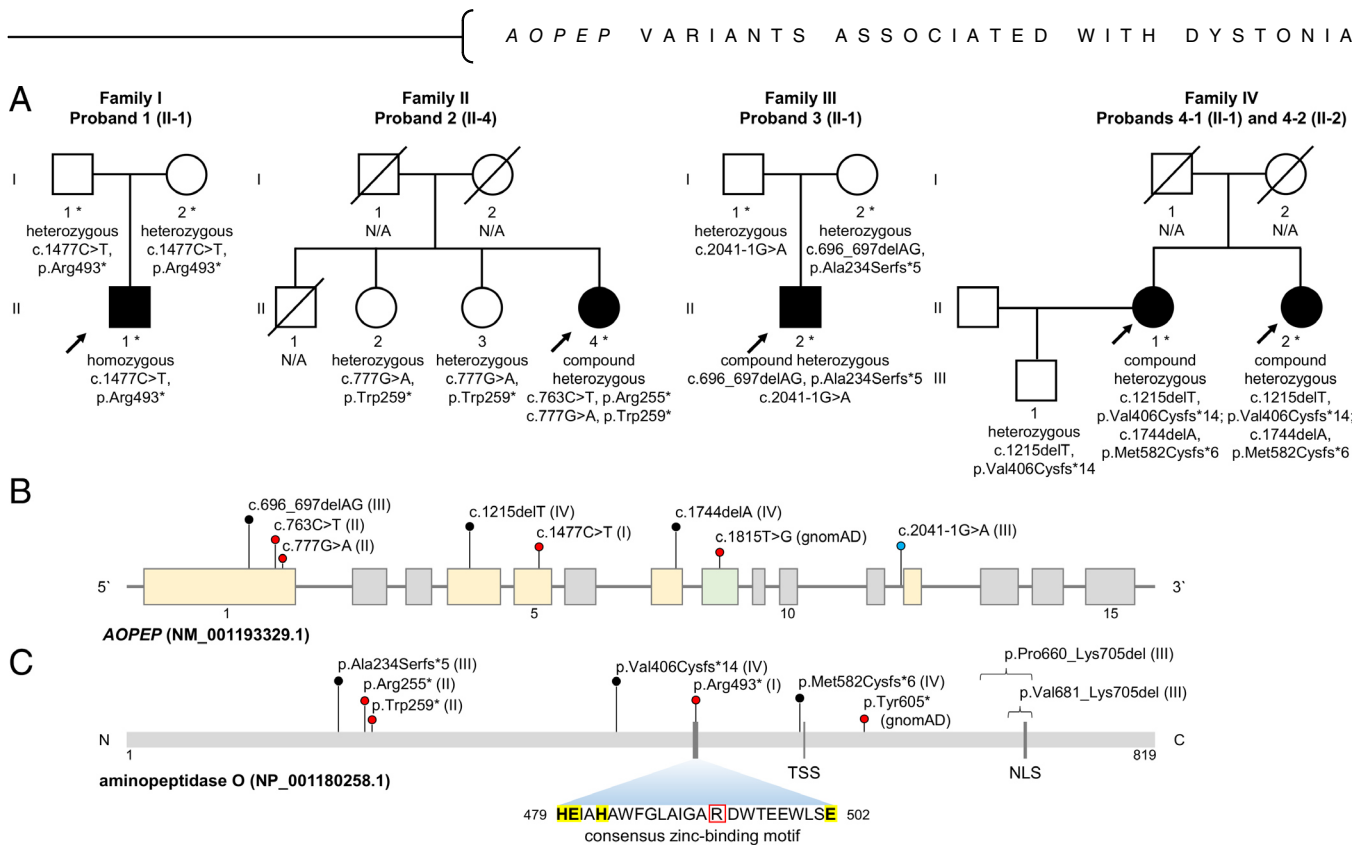 AOPEP VARIANTS ASSOCIATED WITH DYSTONIA
A
Family I
Proband 1 (II-1)
I
1 *
heterozygous
c.1477C>T,
p.Arg493*
2 *
heterozygous
c.1477C>T,
p.Arg493*
II
1*
homozygous
c.1477C>T,
p.Arg493*
Family II
Proband 2 (II-4)
I
1
N/A
2
N/A
II
1
N/A
2
heterozygous
c.777G>A,
p.Trp259*
3
heterozygous
c.777G>A,
p.Trp259*
4 *
compound
heterozygous
c.763C>T, p.Arg255*
c.777G>A, p.Trp259*
Family III
Proband 3 (II-1)
I
1 *
heterozygous
c.2041-1G>A
2 *
heterozygous
c.696_697delAG,
p.Ala234Serfs*5
II
2*
compound heterozygous
c.696_697delAG, p.Ala234Serfs*5
c.2041-1G>A
Family IV
Probands 4-1 (II-1) and 4-2 (II-2)
I
1
N/A
2
N/A
II
1*
compound
heterozygous
c.1215delT,
p.Val406Cysfs*14;
c.1744delA,
p.Met582Cysfs*6
2*
compound
heterozygous
c.1215delT,
p.Val406Cysfs*14;
c.1744delA,
p.Met582Cysfs*6
III
1
heterozygous
c.1215delT,
p.Val406Cysfs*14
B
c.696_697delAG (III)
c.763C>T (II)
c.777G>A (II)
c.1215delT (IV)
c.1477C>T (I)
c.1744delA (IV)
c.1815T>G (gnomAD)
c.2041-1G>A (III)
5`
3`
1
5
10
15
AOPEP (NM_001193329.1)
C
p.Ala234Serfs*5 (III)
p.Arg255* (II)
p.Trp259* (II)
p.Val406Cysfs*14 (IV)
p.Arg493* (I)
p.Met582Cysfs*6 (IV)
p.Tyr605*
(gnomAD)
p.Pro660_Lys705del (III)
p.Val681_Lys705del (III)
N
C
1
819
TSS
NLS
aminopeptidase O (NP_001180258.1)
479 HEIAHAWFGLAIGARDWTEEWLSE 502
consensus zinc-binding motif